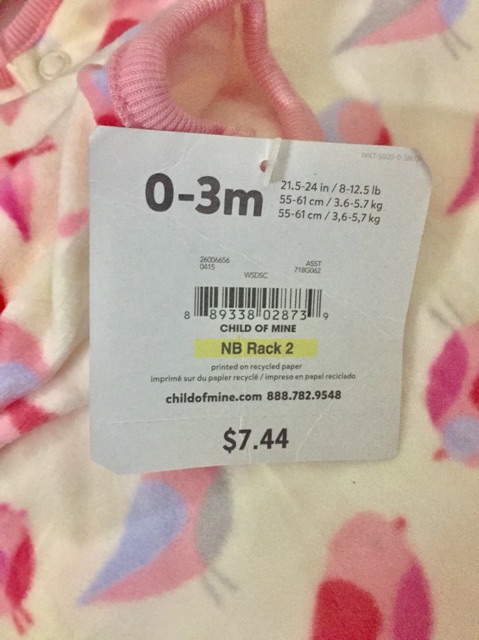 0-3m
21.5-24 in / 8-12.5 lb
55-61 cm / 3.6-5.7 kg
55-61 cm / 3,6-5,7 kg
26006656
0415
ASST
718G062
WSDSC
8 89338 02873 9
CHILD OF MINE
NB Rack 2
printed on recycled paper
imprimé sur du papier recyclé / impreso en papel reciclado
childofmine.com 888.782.9548
$7.44